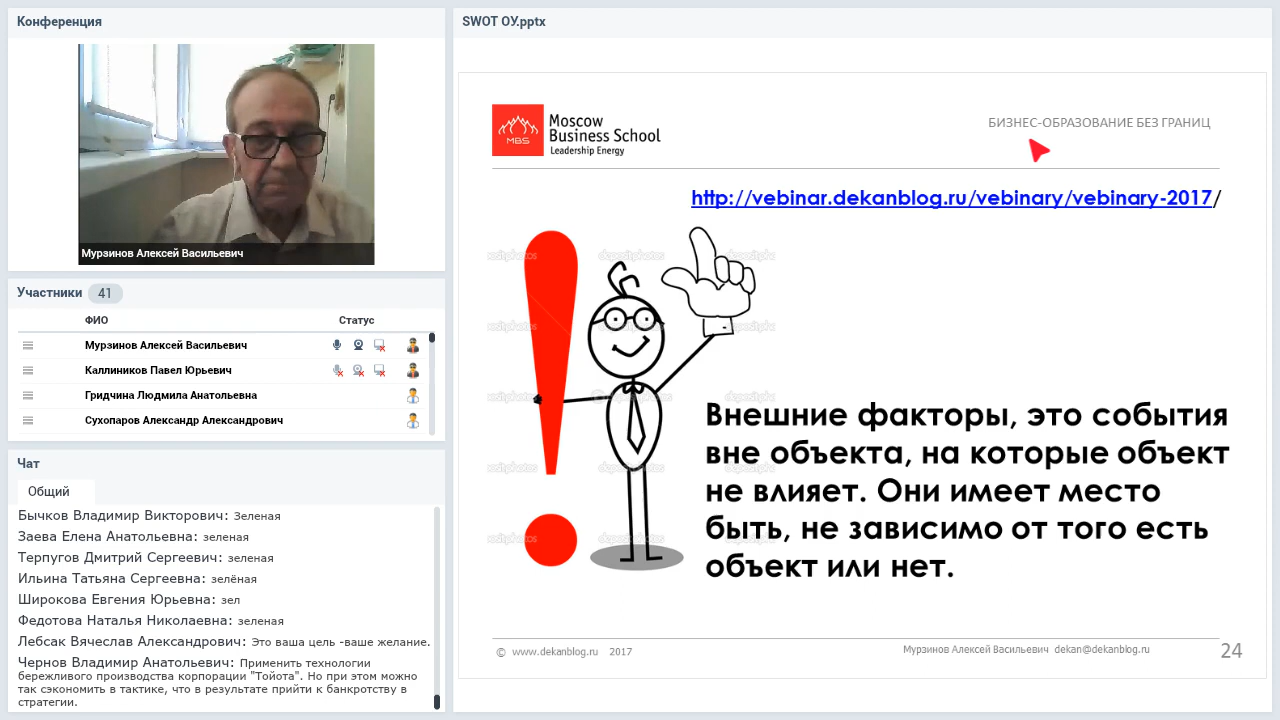 Конференция
Мурзинов Алексей Васильевич
Участники 41
ФИО Статус
Мурзинов Алексей Васильевич
Каллиников Павел Юрьевич
Гридчина Людмила Анатольевна
Сухопаров Александр Александрович
Чат
Общий
Бычков Владимир Викторович: Зеленая
Заева Елена Анатольевна: зеленая
Терпугов Дмитрий Сергеевич: зеленая
Ильина Татьяна Сергеевна: зелёная
Широкова Евгения Юрьевна: зел
Федотова Наталья Николаевна: зеленая
Лебсак Вячеслав Александрович: Это ваша цель -ваше желание.
Чернов Владимир Анатольевич: Применить технологии
бережливого производства корпорации "Тойота". Но при этом можно
так сэкономить в тактике, что в результате прийти к банкротству в
стратегии.
SWOT ОУ.pptx
MBS
Moscow
Business School
Leadership Energy
БИЗНЕС-ОБРАЗОВАНИЕ БЕЗ ГРАНИЦ
http://vebinar.dekanblog.ru/vebinary/vebinary-2017/
Внешние факторы, это события
вне объекта, на которые объект
не влияет. Они имеет место
быть, не зависимо от того есть
объект или нет.
© www.dekanblog.ru 2017
Мурзинов Алексей Васильевич dekan@dekanblog.ru
24